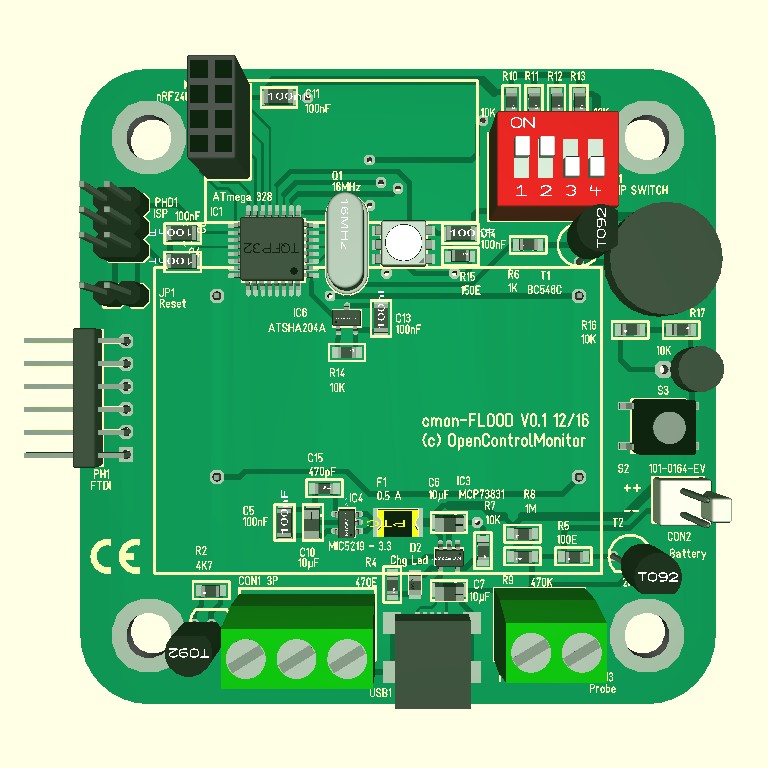 R10 R11 R12 R13
nRF24
100n
C11
100nF
10K
ON
1 2 3 4
P SWITCH
Q1
16MHz
16MHz
PHD1
ISP
100nF
ATmega 328
IC1
100
100
TQFP32
100
100nF
R15
150E
R6
1K
T1
BC548C
TO92
JP1
Reset
IC6
ATSHA204A
100n
C13
100nF
R14
10K
R16
10K
R17
10K
S3
cmon-FLOOD V0.1 12/16
(c) OpenControlMonitor
PH1
FTDI
S2
101-0164-EV
++
--
CON2
Battery
C15
470pF
C5
100nF
100nF
C10
10µF
IC4
MIC5219 - 3.3
F1
0.5 A
C6
10µF
IC3
MCP73831
R7
10K
R8
1M
R5
100E
T2
TO92
D2
Chg Led
R4
470E
C7
10µF
R9
470K
CE
R2
4K7
CON1 3P
TO92
USB1
Probe